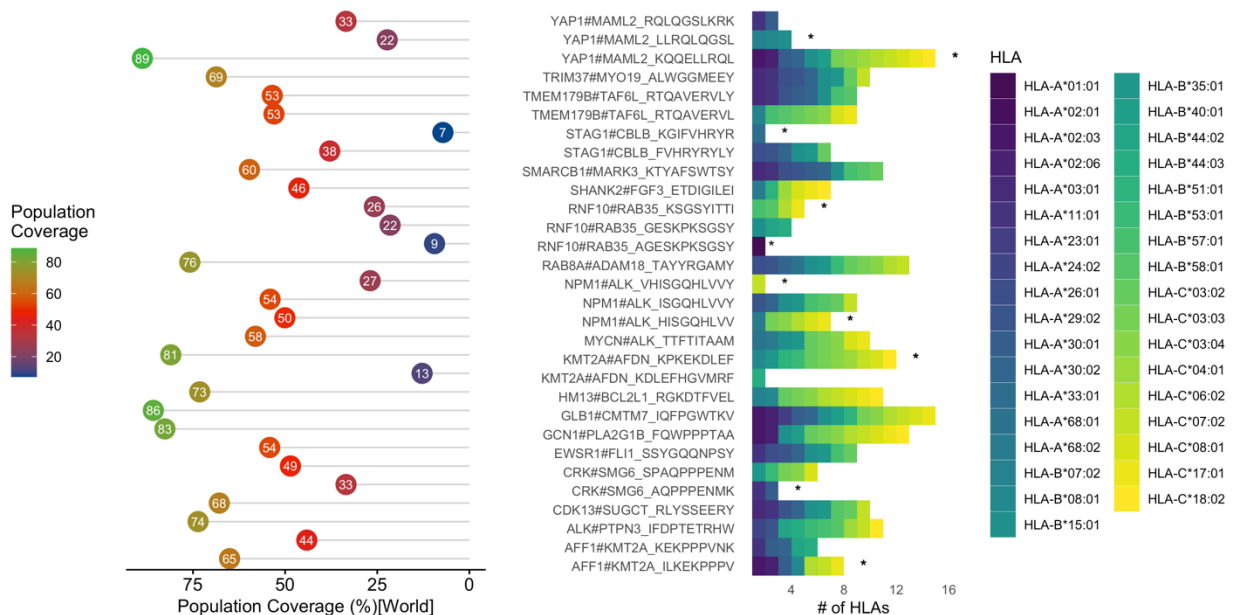 33 YAP1#MAML2_RQLQGSLKRK
22 YAP1#MAML2_LLRQLQGSL *
89 YAP1#MAML2_KQQELLRQL *
69 TRIM37#MYO19_ALWGGMEEY
53 TMEM179B#TAF6L_RTQAVERVLY
53 TMEM179B#TAF6L_RTQAVERVL
7 STAG1#CBLB_KGIFVHRYR *
38 STAG1#CBLB_FVHRYRYLY
60 SMARCB1#MARK3_KTYAFSWTSY
46 SHANK2#FGF3_ETDIGILEI
26 RNF10#RAB35_KSGSYITTI *
22 RNF10#RAB35_GESKPKSGSY
9 RNF10#RAB35_AGESKPKSGSY *
76 RAB8A#ADAM18_TAYYRGAMY
27 NPM1#ALK_VHISGQHLVVY *
54 NPM1#ALK_ISGQHLVVY
50 NPM1#ALK_HISGQHLVV *
58 MYCN#ALK_TTFTITAAM
81 KMT2A#AFDN_KPKEKDLEF *
13 KMT2A#AFDN_KDLEFHGVMRF
73 HM13#BCL2L1_RGKDTFVEL
86 GLB1#CMTM7_IQFPGWTKV
83 GCN1#PLA2G1B_FQWPPPTAA
54 EWSR1#FLI1_SSYGQQNPSY
49 CRK#SMG6_SPAQPPPENM
33 CRK#SMG6_AQPPPENMK *
68 CDK13#SUGCT_RLYSSEERY
74 ALK#PTPN3_IFDPTETRHW
44 AFF1#KMT2A_KEKPPPVNK
65 AFF1#KMT2A_ILKEKPPPV *
75 50 25 0
Population Coverage (%)[World]
4 8 12 16
# of HLAs
Population
Coverage
80
60
40
20
HLA
HLA-A*01:01
HLA-A*02:01
HLA-A*02:03
HLA-A*02:06
HLA-A*03:01
HLA-A*11:01
HLA-A*23:01
HLA-A*24:02
HLA-A*26:01
HLA-A*29:02
HLA-A*30:01
HLA-A*30:02
HLA-A*33:01
HLA-A*68:01
HLA-A*68:02
HLA-B*07:02
HLA-B*08:01
HLA-B*15:01
HLA-B*35:01
HLA-B*40:01
HLA-B*44:02
HLA-B*44:03
HLA-B*51:01
HLA-B*53:01
HLA-B*57:01
HLA-B*58:01
HLA-C*03:02
HLA-C*03:03
HLA-C*03:04
HLA-C*04:01
HLA-C*06:02
HLA-C*07:02
HLA-C*08:01
HLA-C*17:01
HLA-C*18:02